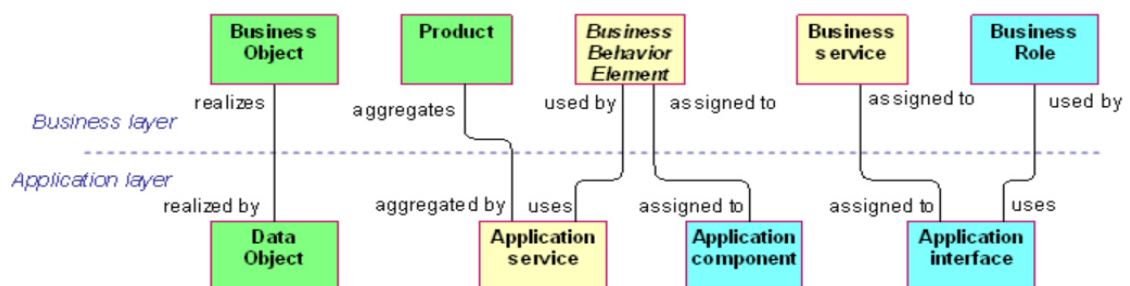 Business
Object
Product
Business
Behavior
Element
Business
service
Business
Role
realizes
aggregates
used by
assigned to
assigned to
used by
Business layer
Application layer
realized by
aggregated by
uses
assigned to
assigned to
uses
Data
Object
Application
service
Application
component
Application
interface